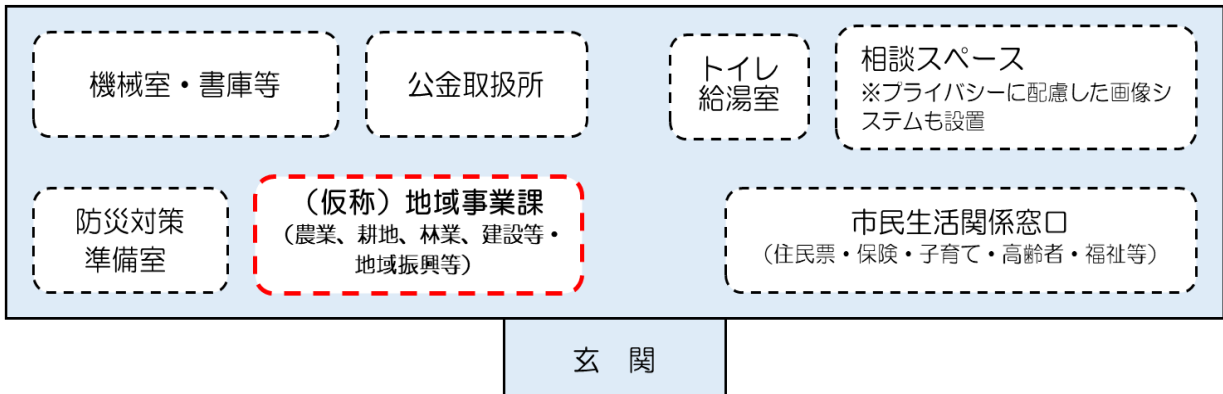 機械室・書庫等
公金取扱所
トイレ
給湯室
相談スペース
※プライバシーに配慮した画像シ
ステムも設置
防災対策
準備室
（仮称）地域事業課
（農業、耕地、林業、建設等・
地域振興等）
市民生活関係窓口
（住民票・保険・子育て・高齢者・福祉等）
玄　関